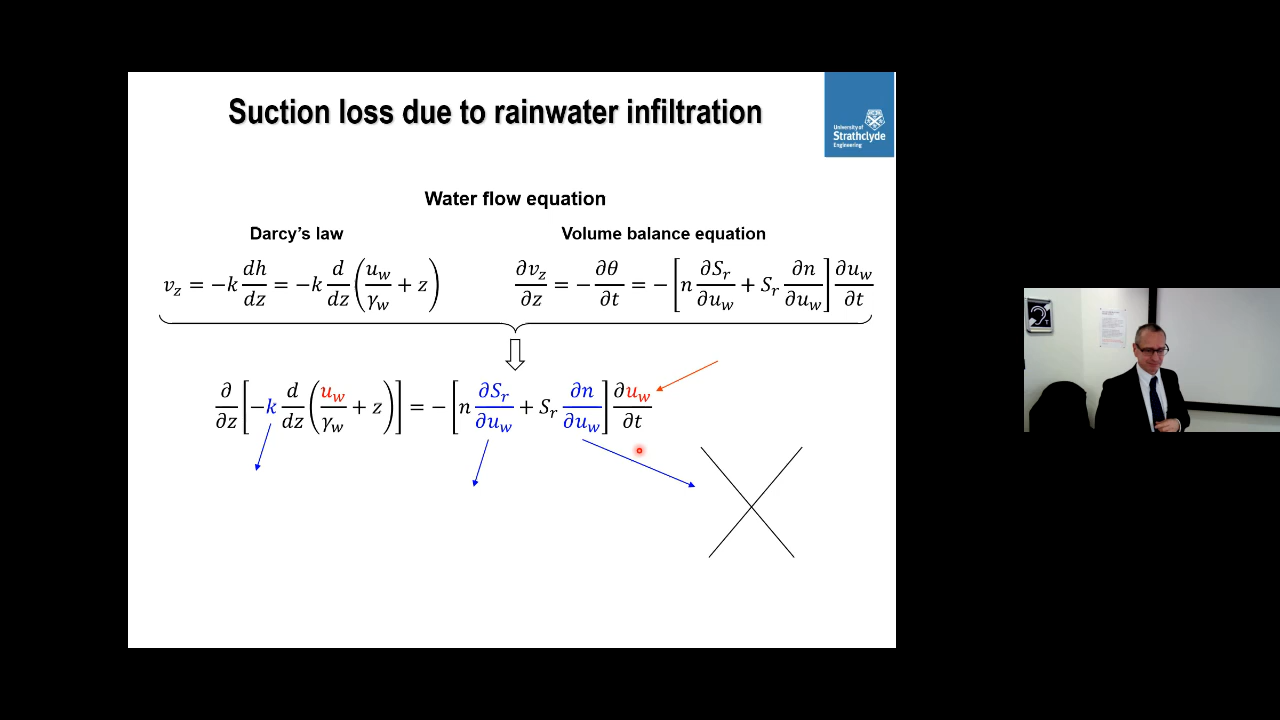 Suction loss due to rainwater infiltration
University of
Strathclyde
Engineering
Water flow equation
Darcy's law
Volume balance equation
v_z = −k dh/dz = −k d/dz (u_w/γ_w + z)
∂v_z/∂z = −∂θ/∂t = −[n ∂S_r/∂u_w + S_r ∂n/∂u_w] ∂u_w/∂t
∂/∂z [−k d/dz (u_w/γ_w + z)] = −[n ∂S_r/∂u_w + S_r ∂n/∂u_w] ∂u_w/∂t
T